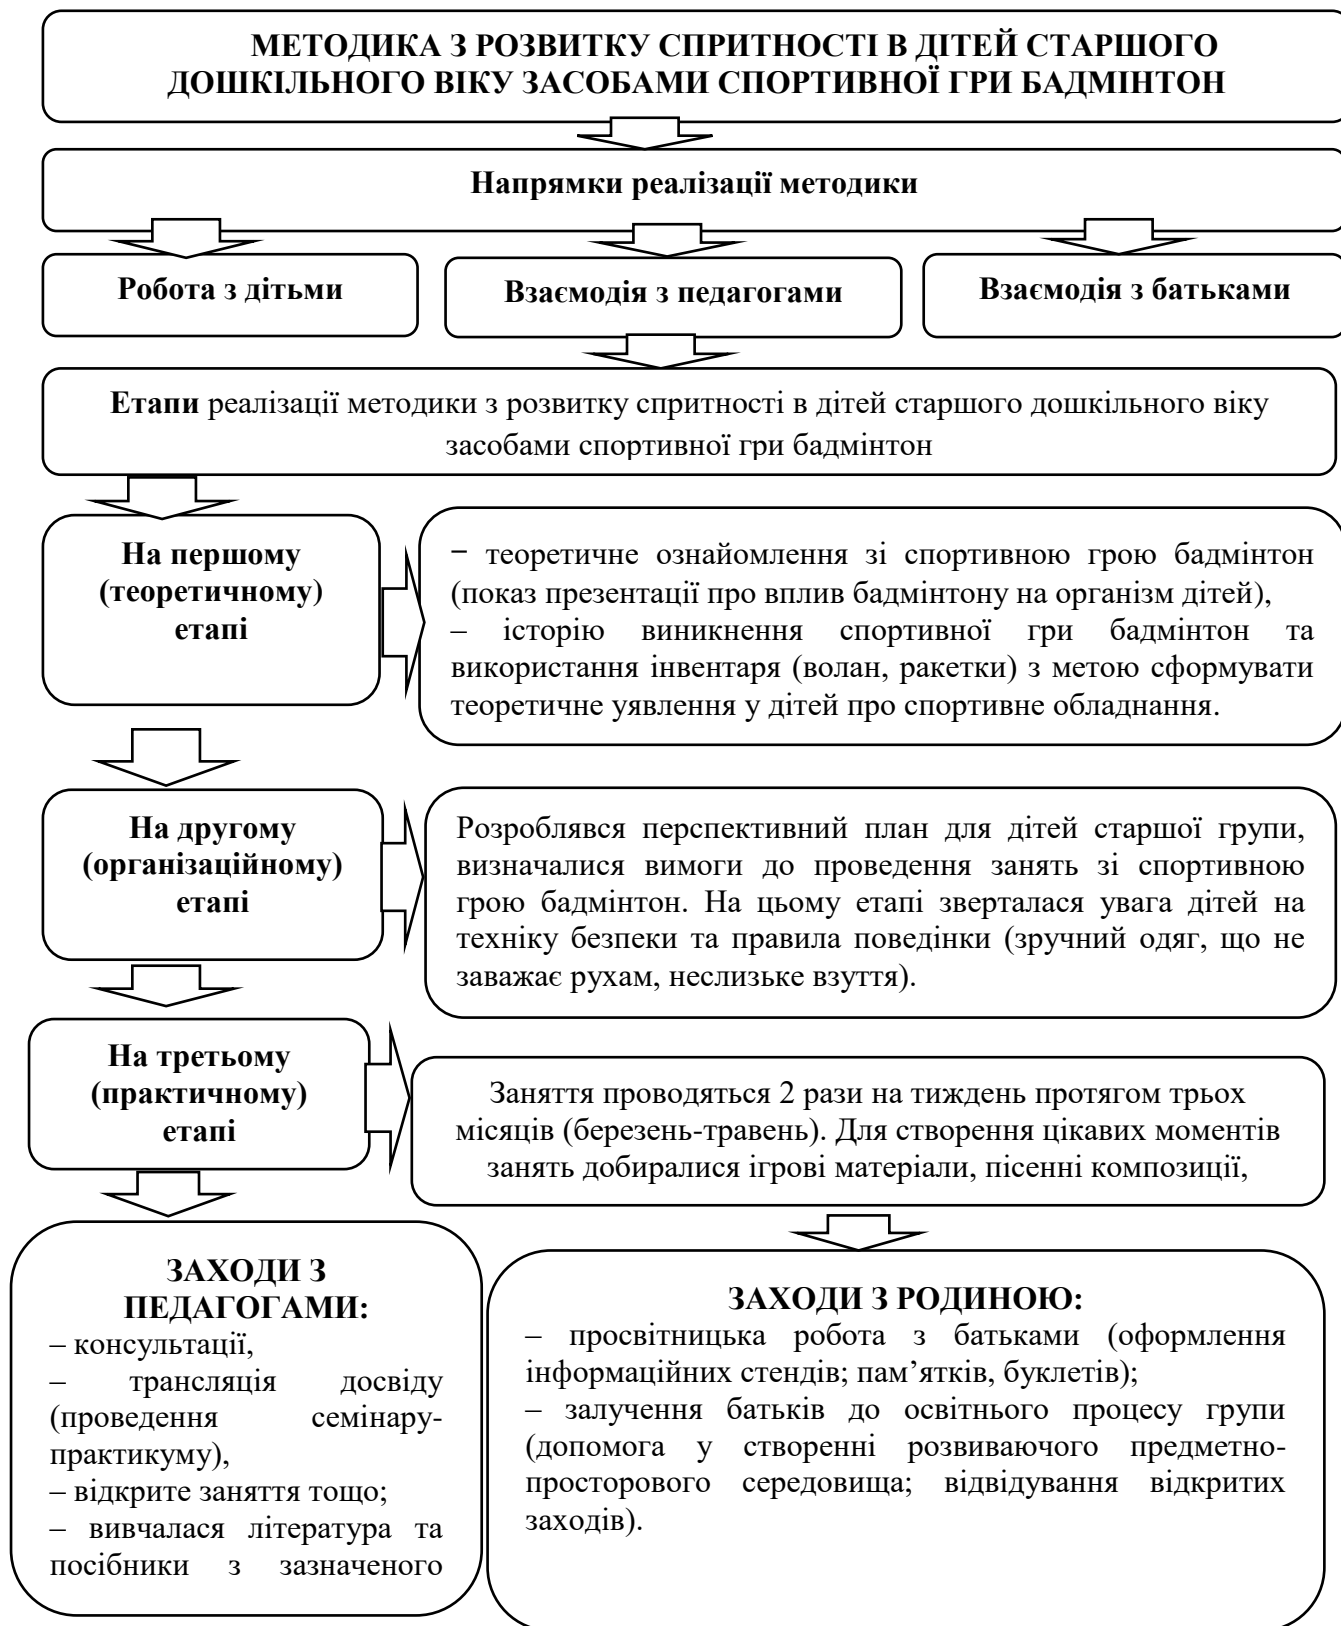 МЕТОДИКА З РОЗВИТКУ СПРИТНОСТІ В ДІТЕЙ СТАРШОГО
ДОШКІЛЬНОГО ВІКУ ЗАСОБАМИ СПОРТИВНОЇ ГРИ БАДМІНТОН
Напрямки реалізації методики
Робота з дітьми
Взаємодія з педагогами
Взаємодія з батьками
Етапи реалізації методики з розвитку спритності в дітей старшого дошкільного віку
засобами спортивної гри бадмінтон
На першому
(теоретичному)
етапі
− теоретичне ознайомлення зі спортивною грою бадмінтон
(показ презентації про вплив бадмінтону на організм дітей),
– історію виникнення спортивної гри бадмінтон та
використання інвентаря (волан, ракетки) з метою сформувати
теоретичне уявлення у дітей про спортивне обладнання.
На другому
(організаційному)
етапі
Розроблявся перспективний план для дітей старшої групи,
визначалися вимоги до проведення занять зі спортивною
грою бадмінтон. На цьому етапі зверталася увага дітей на
техніку безпеки та правила поведінки (зручний одяг, що не
заважає рухам, неслизьке взуття).
На третьому
(практичному)
етапі
Заняття проводяться 2 рази на тиждень протягом трьох
місяців (березень-травень). Для створення цікавих моментів
занять добиралися ігрові матеріали, пісенні композиції,
ЗАХОДИ З
ПЕДАГОГАМИ:
– консультації,
– трансляція досвіду
(проведення семінару-
практикуму),
– відкрите заняття тощо;
– вивчалася література та
посібники з зазначеного
ЗАХОДИ З РОДИНОЮ:
– просвітницька робота з батьками (оформлення
інформаційних стендів; пам’ятків, буклетів);
– залучення батьків до освітнього процесу групи
(допомога у створенні розвиваючого предметно-
просторового середовища; відвідування відкритих
заходів).